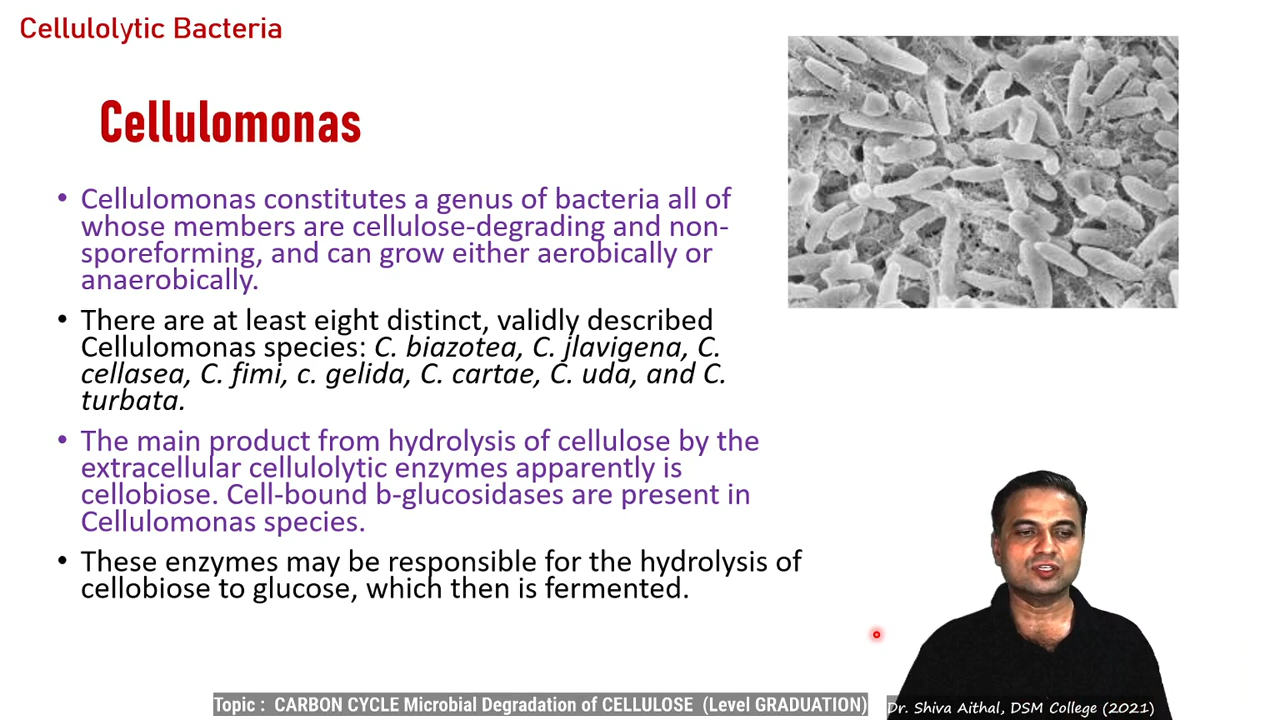 Cellulolytic Bacteria
Cellulomonas
• Cellulomonas constitutes a genus of bacteria all of
whose members are cellulose-degrading and non-
sporeforming, and can grow either aerobically or
anaerobically.
• There are at least eight distinct, validly described
Cellulomonas species: C. biazotea, C. jlavigena, C.
cellasea, C. fimi, c. gelida, C. cartae, C. uda, and C.
turbata.
• The main product from hydrolysis of cellulose by the
extracellular cellulolytic enzymes apparently is
cellobiose. Cell-bound b-glucosidases are present in
Cellulomonas species.
• These enzymes may be responsible for the hydrolysis of
cellobiose to glucose, which then is fermented.
Topic : CARBON CYCLE Microbial Degradation of CELLULOSE (Level GRADUATION)
Dr. Shiva Aithal, DSM College (2021)